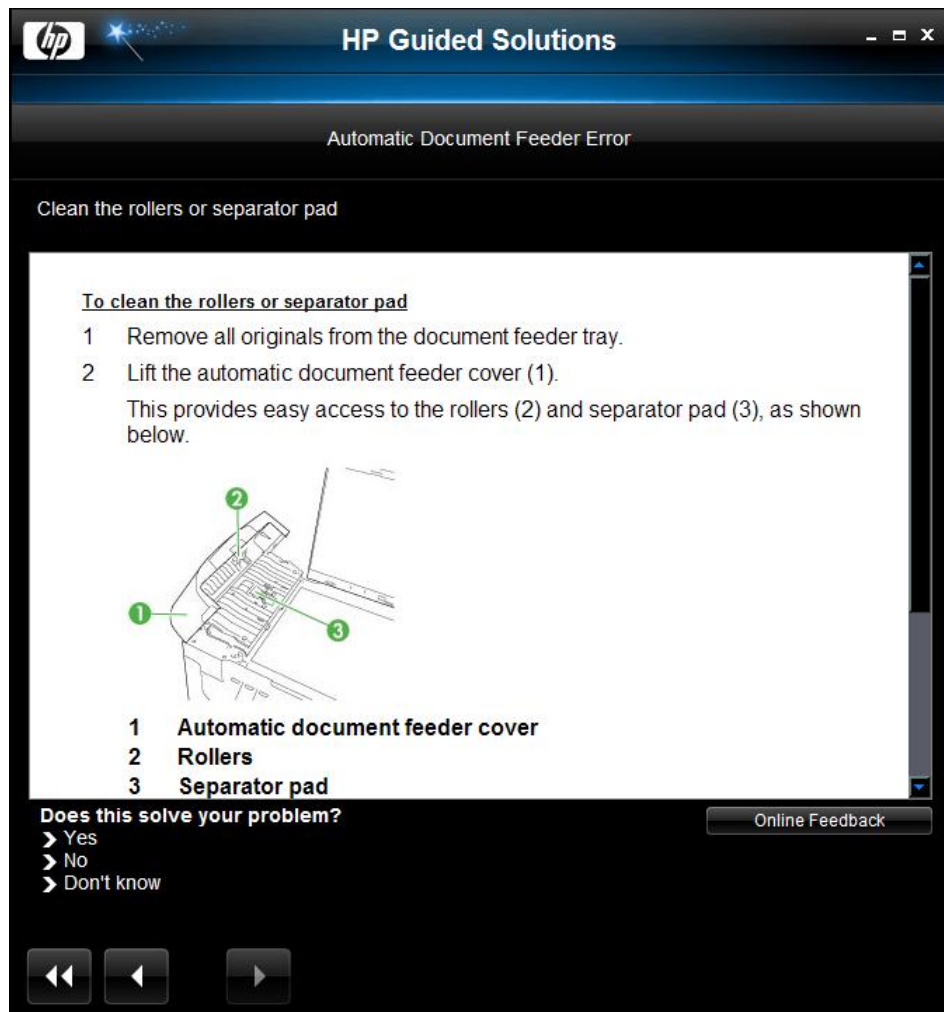 hp
HP Guided Solutions
Automatic Document Feeder Error
Clean the rollers or separator pad
To clean the rollers or separator pad
1 Remove all originals from the document feeder tray.
2 Lift the automatic document feeder cover (1).
This provides easy access to the rollers (2) and separator pad (3), as shown
below.
2
1
3
1 Automatic document feeder cover
2 Rollers
3 Separator pad
Does this solve your problem?
Yes
No
Don't know
Online Feedback